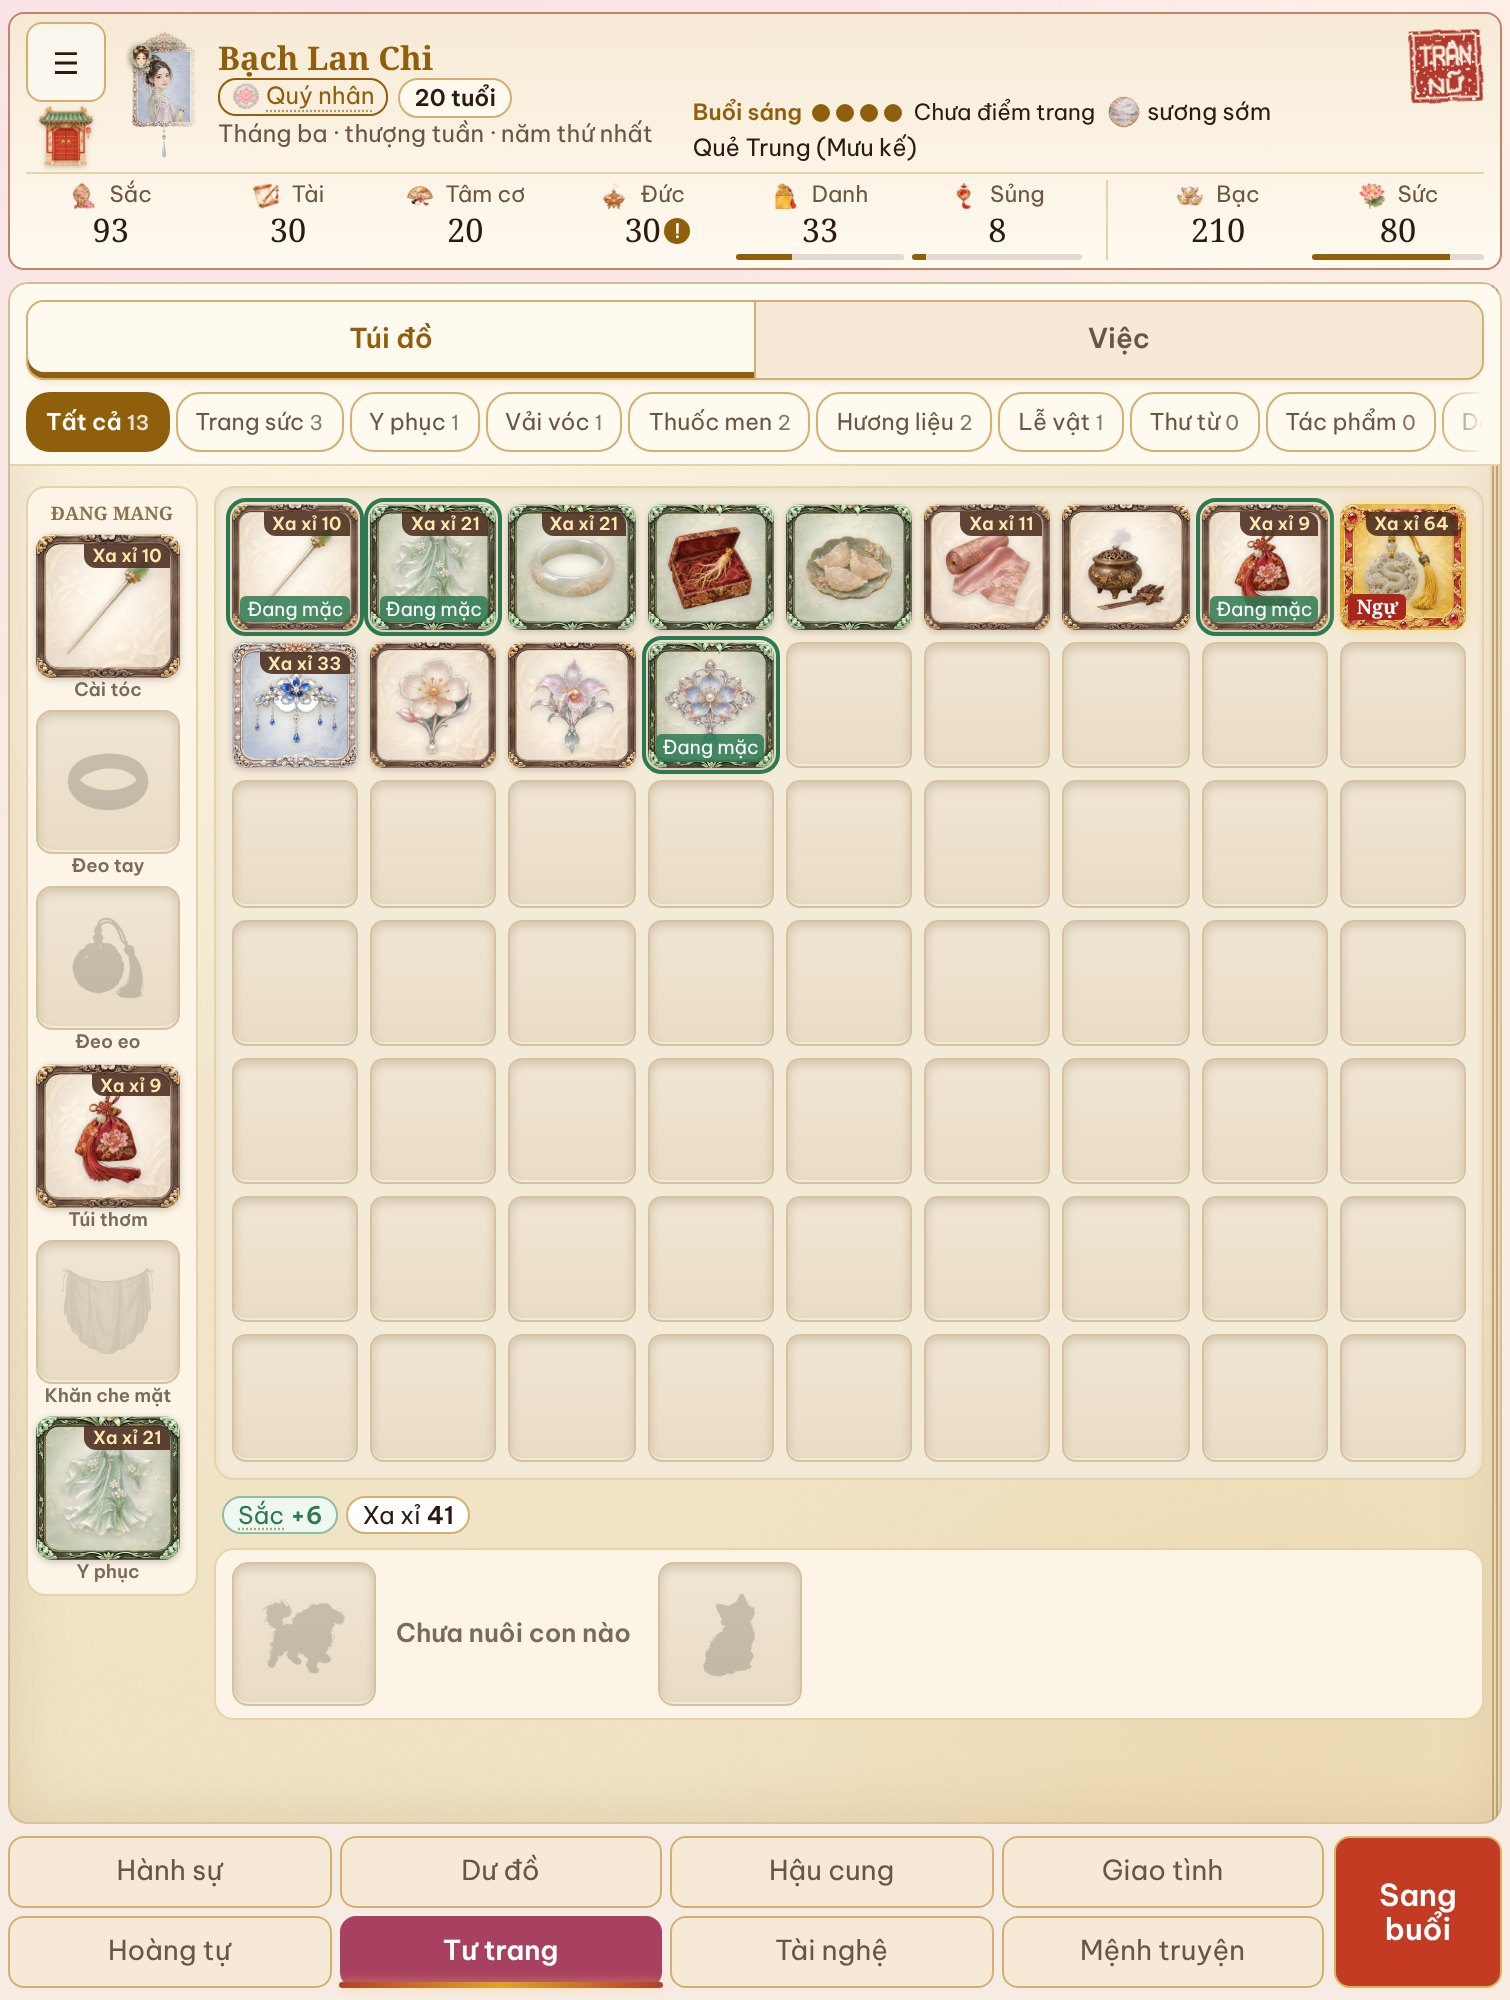 ☰
Bạch Lan Chi
Quý nhân 20 tuổi
Tháng ba · thượng tuần · năm thứ nhất
Buổi sáng Chưa điểm trang sương sớm
Quẻ Trung (Mưu kế)
TRÂN NỮ
Sắc Tài Tâm cơ Đức Danh Sủng Bạc Sức
93 30 20 30 ! 33 8 210 80
Túi đồ Việc
Tất cả 13 Trang sức 3 Y phục 1 Vải vóc 1 Thuốc men 2 Hương liệu 2 Lễ vật 1 Thư từ 0 Tác phẩm 0
ĐANG MANG
Xa xỉ 10
Cài tóc
Đeo tay
Đeo eo
Xa xỉ 9
Túi thơm
Khăn che mặt
Xa xỉ 21
Y phục
Xa xỉ 10 Xa xỉ 21 Xa xỉ 21 Xa xỉ 11 Xa xỉ 9 Xa xỉ 64
Đang mặc Đang mặc Đang mặc Ngự
Xa xỉ 33
Đang mặc
Sắc +6 Xa xỉ 41
Chưa nuôi con nào
Hành sự Dư đồ Hậu cung Giao tình
Hoàng tự Tư trang Tài nghệ Mệnh truyện
Sang
buổi